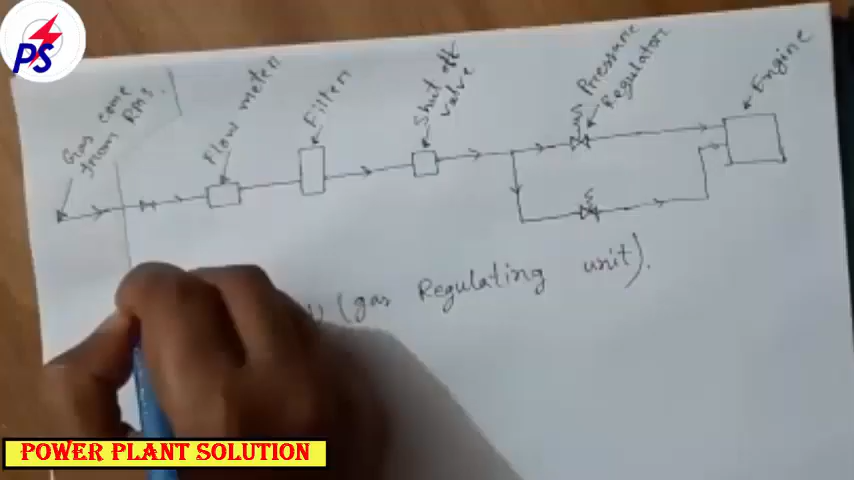 PS
Gas come
from RMS.
Flow meter
Filter
Shut off
valve
Pressure
Regulator
Engine
(gas Regulating unit).
POWER PLANT SOLUTION